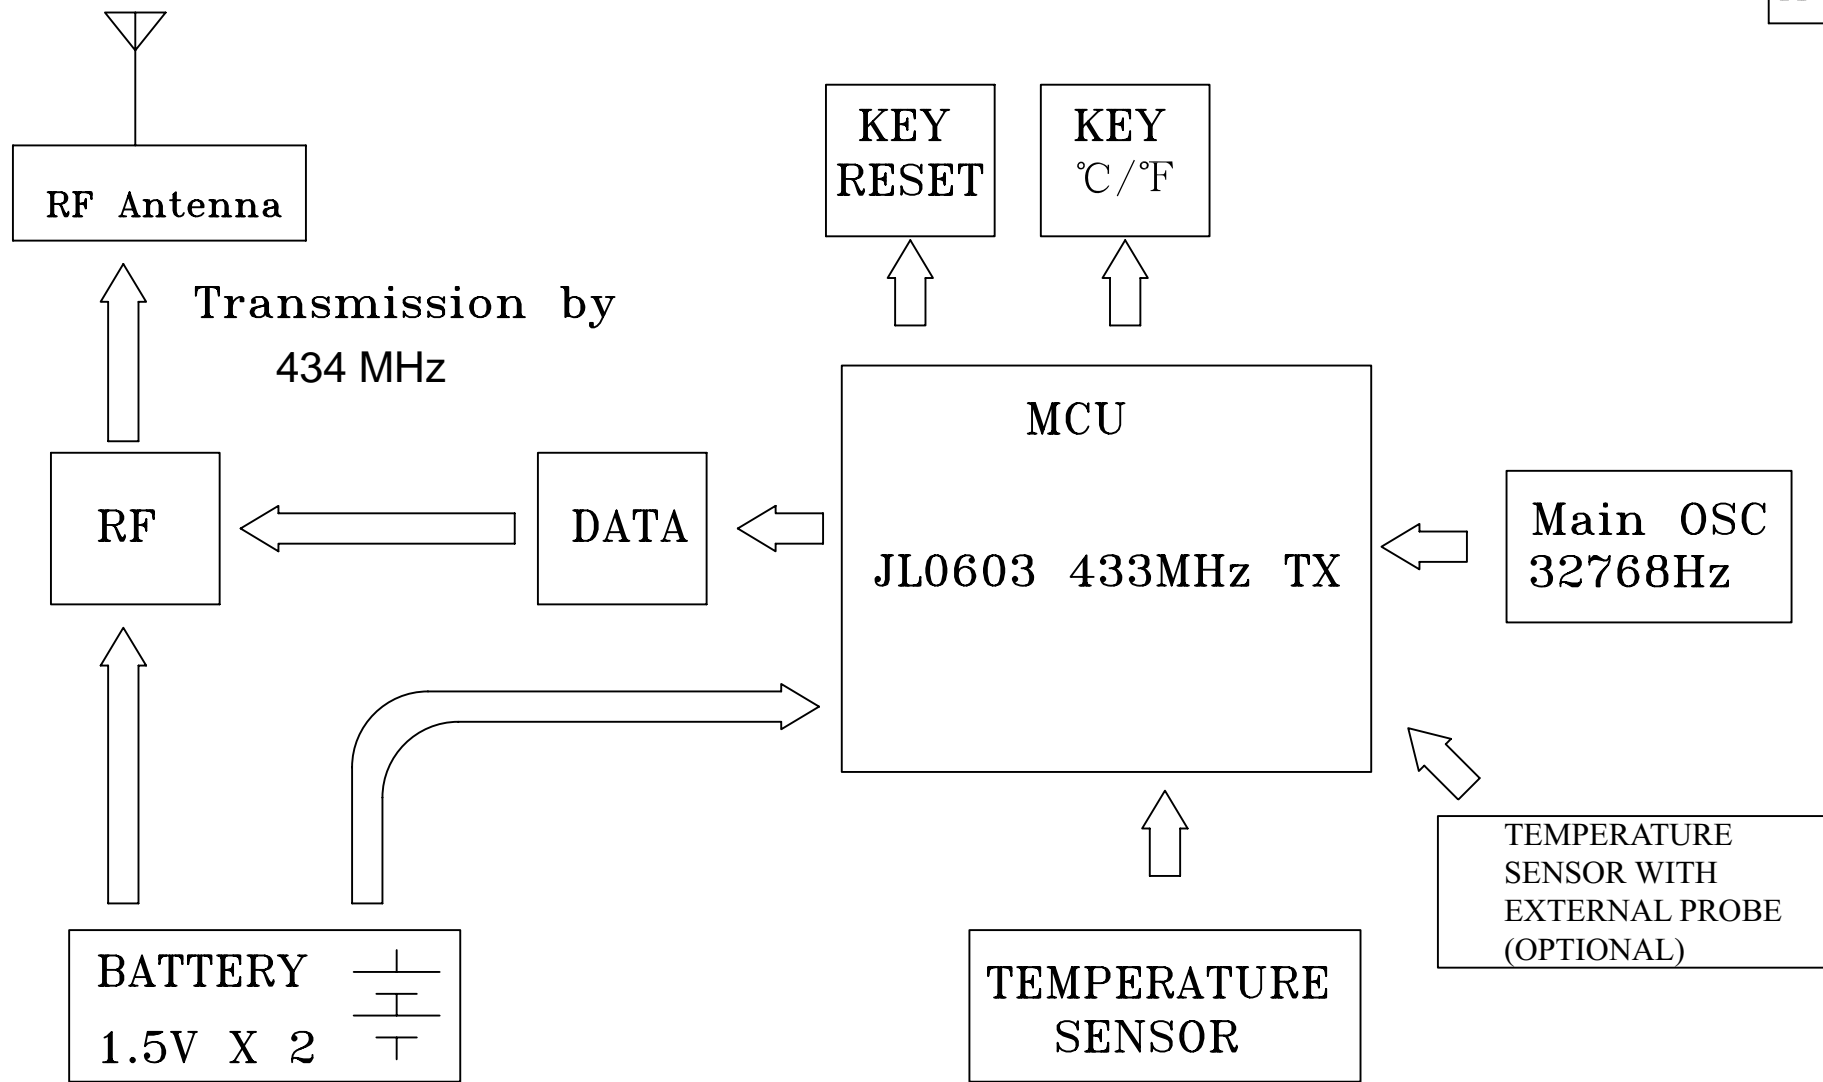 KEY
RESET
KEY
℃/℉
RF Antenna
Transmission by
434 MHz
MCU
JL0603 433MHz TX
RF
DATA
Main OSC
32768Hz
TEMPERATURE
SENSOR WITH
EXTERNAL PROBE
(OPTIONAL)
BATTERY
1.5V X 2
TEMPERATURE
SENSOR